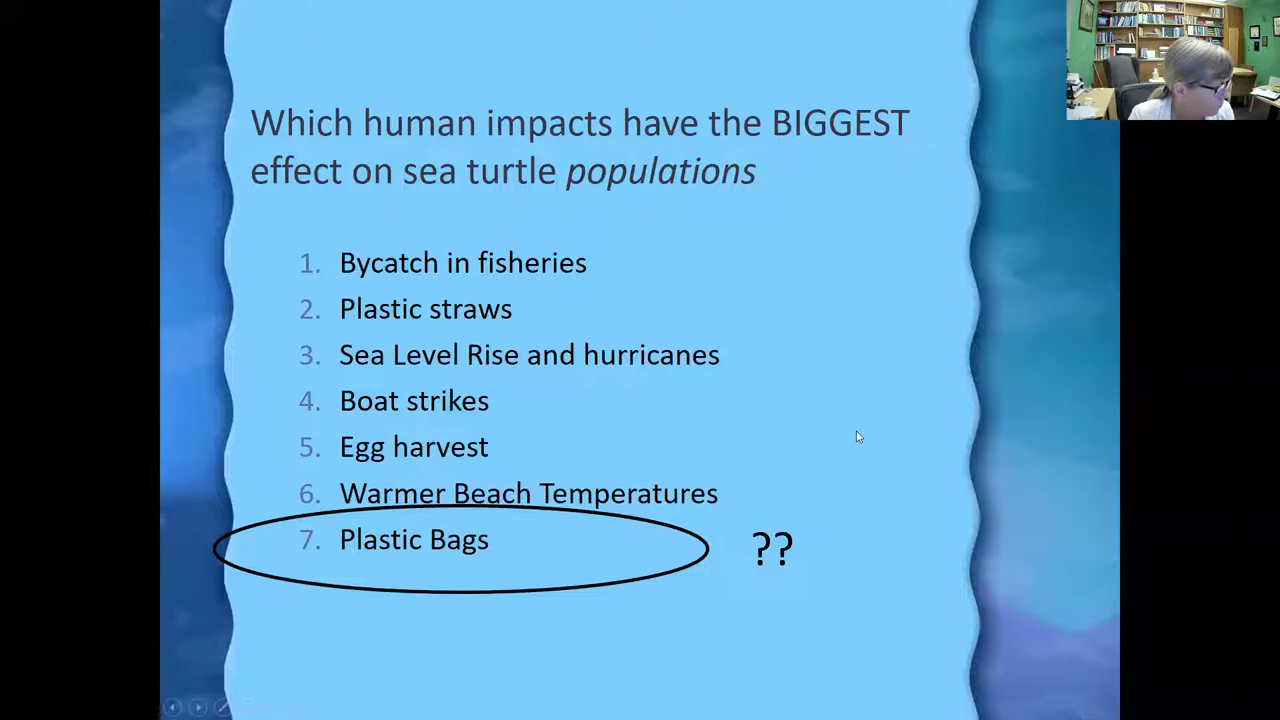 Which human impacts have the BIGGEST
effect on sea turtle populations
1. Bycatch in fisheries
2. Plastic straws
3. Sea Level Rise and hurricanes
4. Boat strikes
5. Egg harvest
6. Warmer Beach Temperatures
7. Plastic Bags
??